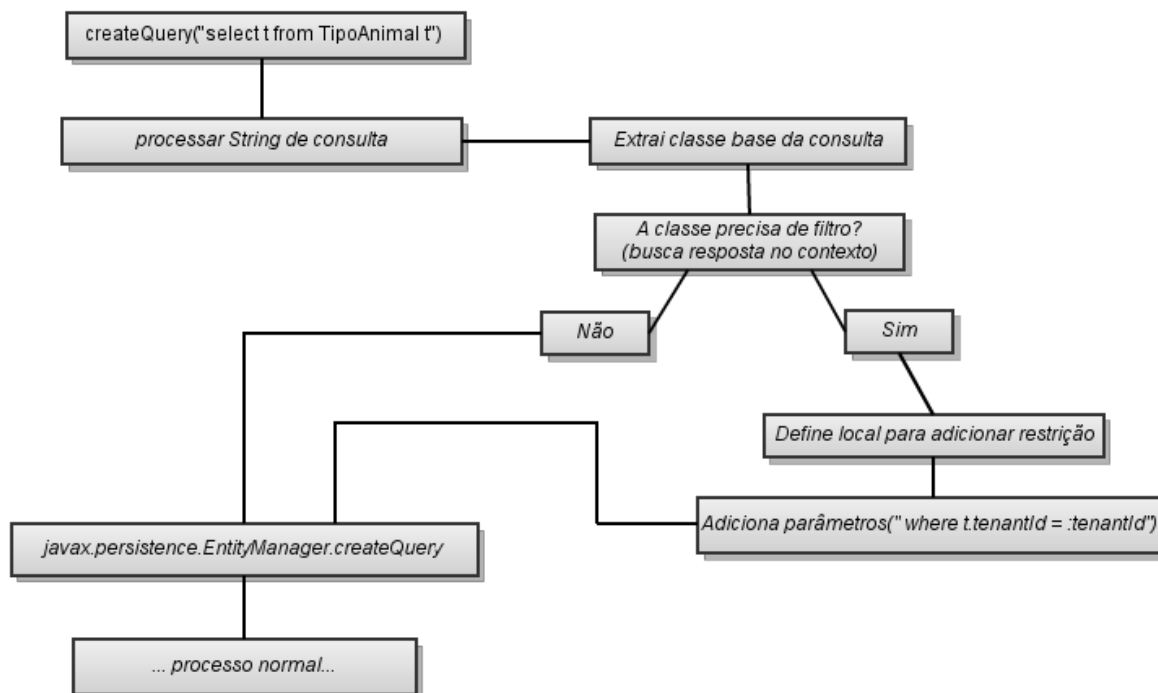 createQuery("select t from TipoAnimal t")
processar String de consulta
Extrai classe base da consulta
A classe precisa de filtro?
(busca resposta no contexto)
Não
Sim
Define local para adicionar restrição
Adiciona parâmetros(" where t.tenantId = :tenantId")
javax.persistence.EntityManager.createQuery
... processo normal...